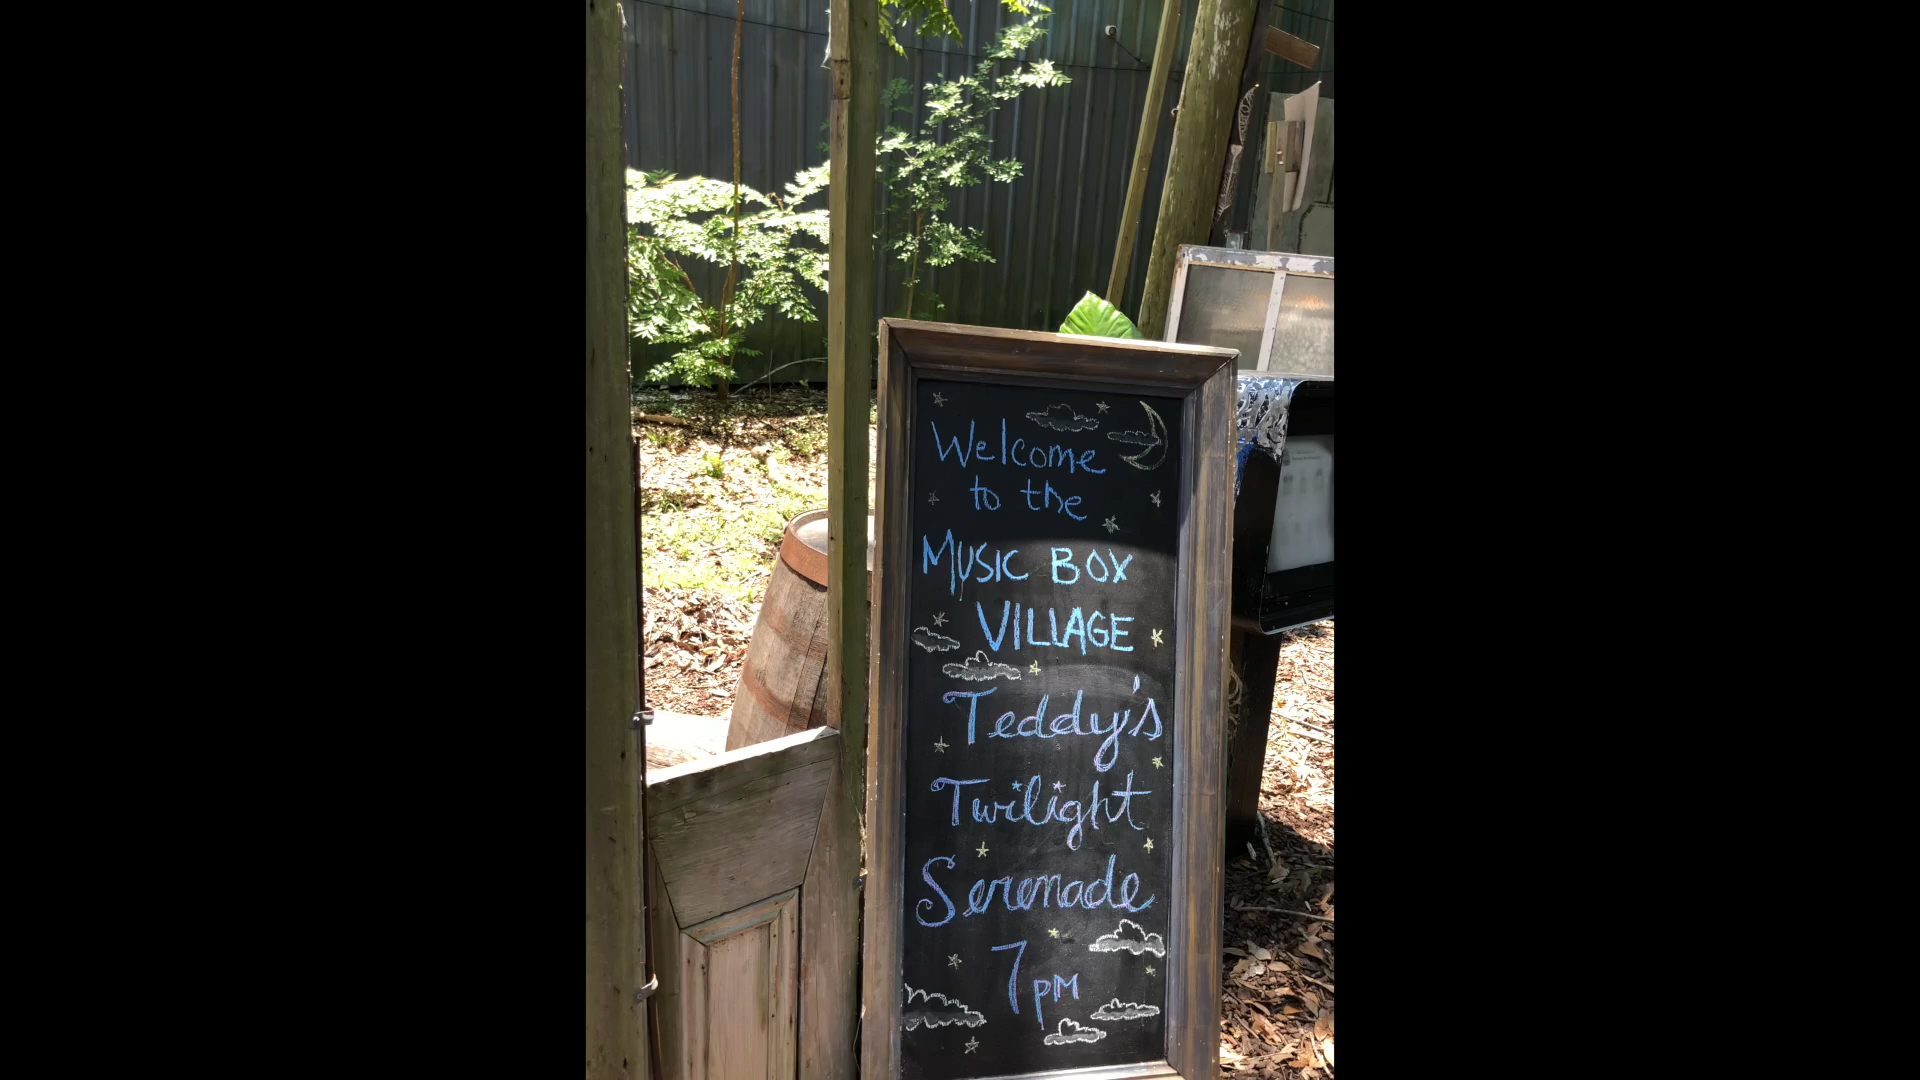 Welcome
to the
MUSIC BOX
VILLAGE
Teddy's
Twilight
Serenade
7pm